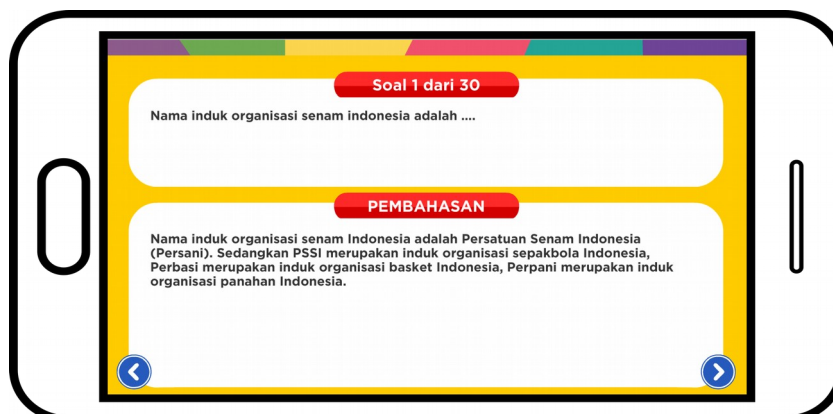 Soal 1 dari 30
Nama induk organisasi senam indonesia adalah ....
PEMBAHASAN
Nama induk organisasi senam Indonesia adalah Persatuan Senam Indonesia
(Persani). Sedangkan PSSI merupakan induk organisasi sepakbola Indonesia,
Perbasi merupakan induk organisasi basket Indonesia, Perpani merupakan induk
organisasi panahan Indonesia.